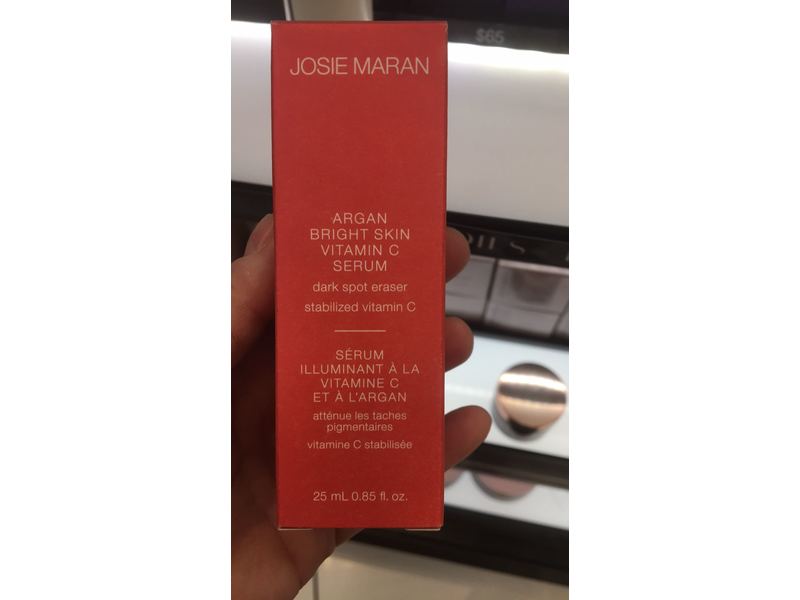 $65
JOSIE MARAN
ARGAN
BRIGHT SKIN
VITAMIN C
SERUM
dark spot eraser
stabilized vitamin C
SÉRUM
ILLUMINANT À LA
VITAMINE C
ET À L'ARGAN
atténue les taches
pigmentaires
vitamine C stabilisée
25 mL 0.85 fl. oz.